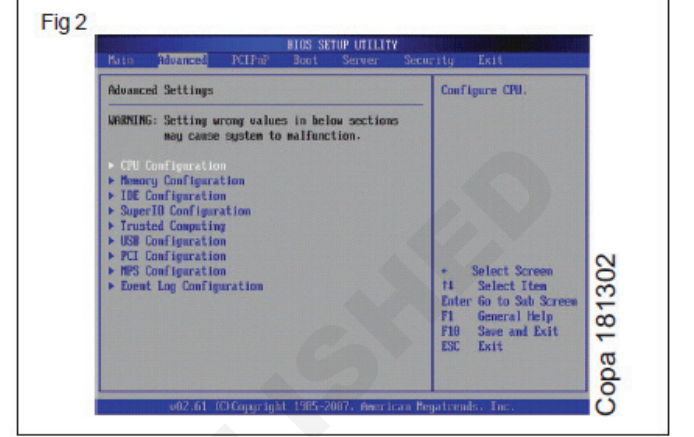 Fig 2
BIOS SETUP UTILITY
Main Advanced PCIPnP Boot Server Security Exit
Advanced Settings
WARNING: Setting wrong values in below sections
may cause system to malfunction.
▶ CPU Configuration
▶ Memory Configuration
▶ IDE Configuration
▶ SuperIO Configuration
▶ Trusted Computing
▶ USB Configuration
▶ PCI Configuration
▶ MPS Configuration
▶ Event Log Configuration
Configure CPU.
Select Screen
↑↓ Select Item
Enter Go to Sub Screen
F1 General Help
F10 Save and Exit
ESC Exit
v02.61 (C)Copyright 1985-2007, American Megatrends, Inc.
Copa 181302
LISHED